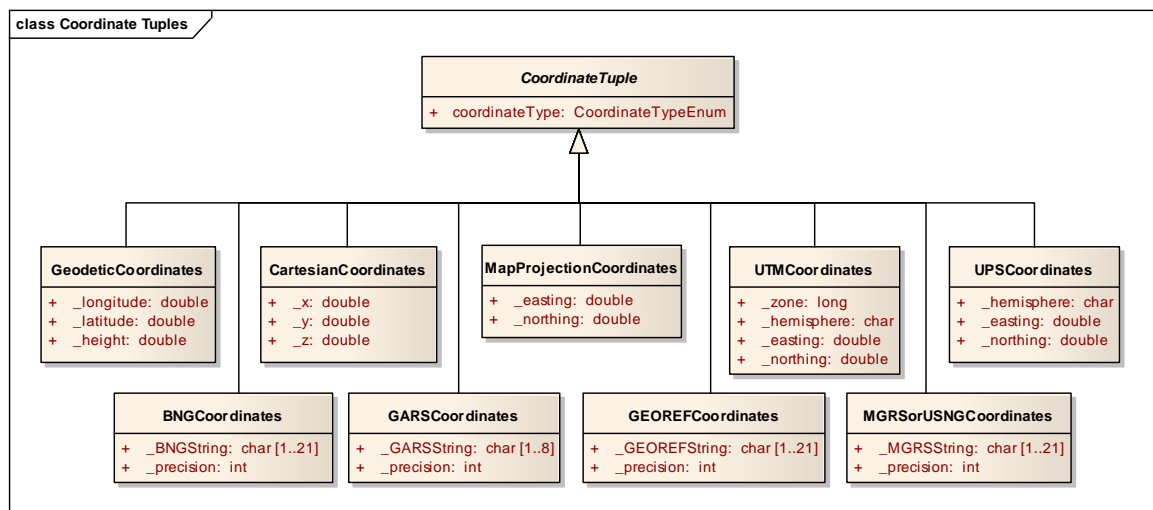 class Coordinate Tuples
CoordinateTuple
+ coordinateType: CoordinateTypeEnum
GeodeticCoordinates
+ _longitude: double
+ _latitude: double
+ _height: double
CartesianCoordinates
+ _x: double
+ _y: double
+ _z: double
MapProjectionCoordinates
+ _easting: double
+ _northing: double
UTMCoordinates
+ _zone: long
+ _hemisphere: char
+ _easting: double
+ _northing: double
UPSCoordinates
+ _hemisphere: char
+ _easting: double
+ _northing: double
BNGCoordinates
+ _BNGString: char [1..21]
+ _precision: int
GARSCoordinates
+ _GARSString: char [1..8]
+ _precision: int
GEOREFCoordinates
+ _GEOREFString: char [1..21]
+ _precision: int
MGRSorUSNGCoordinates
+ _MGRSString: char [1..21]
+ _precision: int